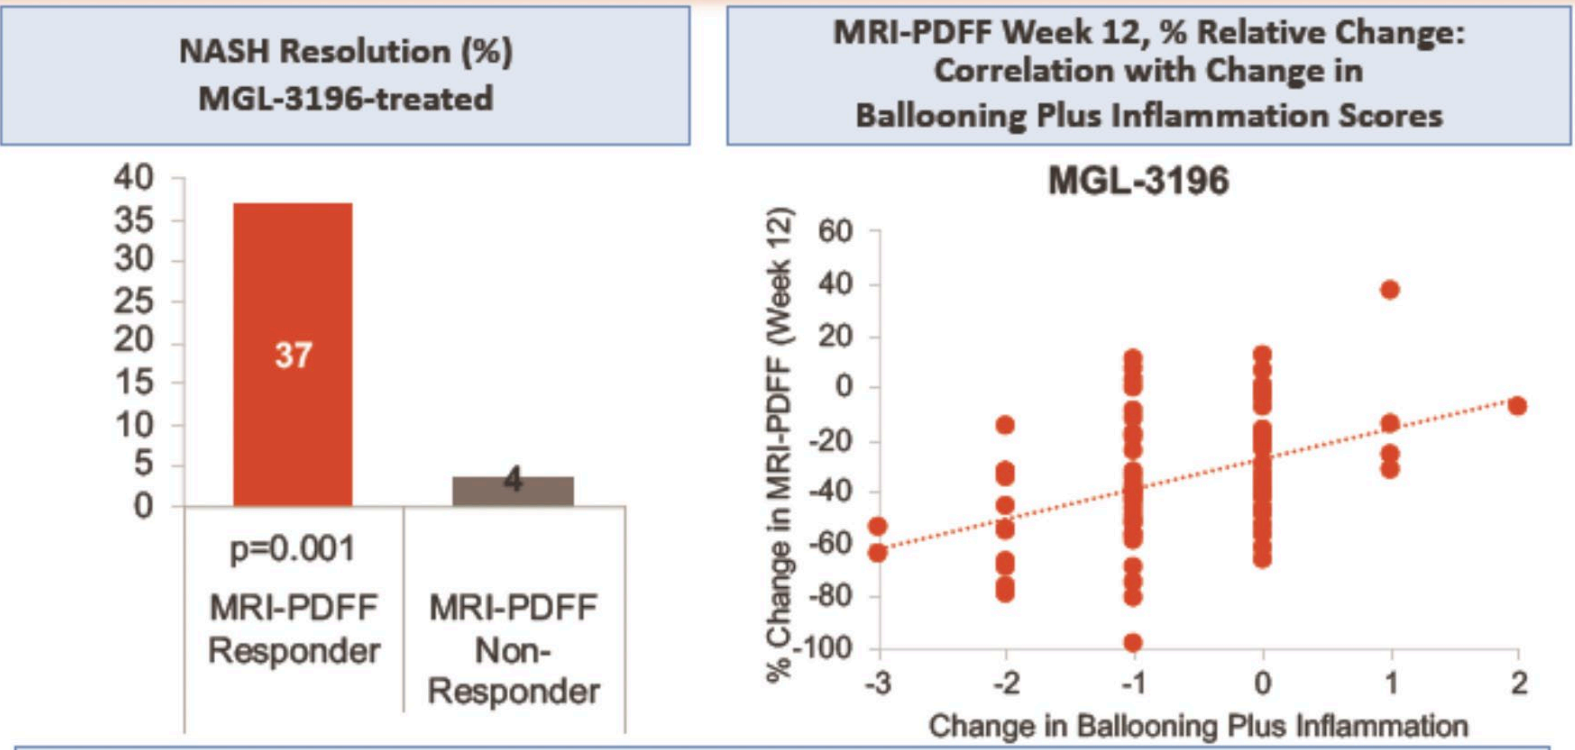 NASH Resolution (%)
MGL-3196-treated
40
35
30
25
20
15
10
5
0
37
4
p=0.001
MRI-PDFF
Responder
MRI-PDFF
Non-
Responder
MRI-PDFF Week 12, % Relative Change:
Correlation with Change in
Ballooning Plus Inflammation Scores
MGL-3196
% Change in MRI-PDFF (Week 12)
60
40
20
0
-20
-40
-60
-80
-100
-3 -2 -1 0 1 2
Change in Ballooning Plus Inflammation